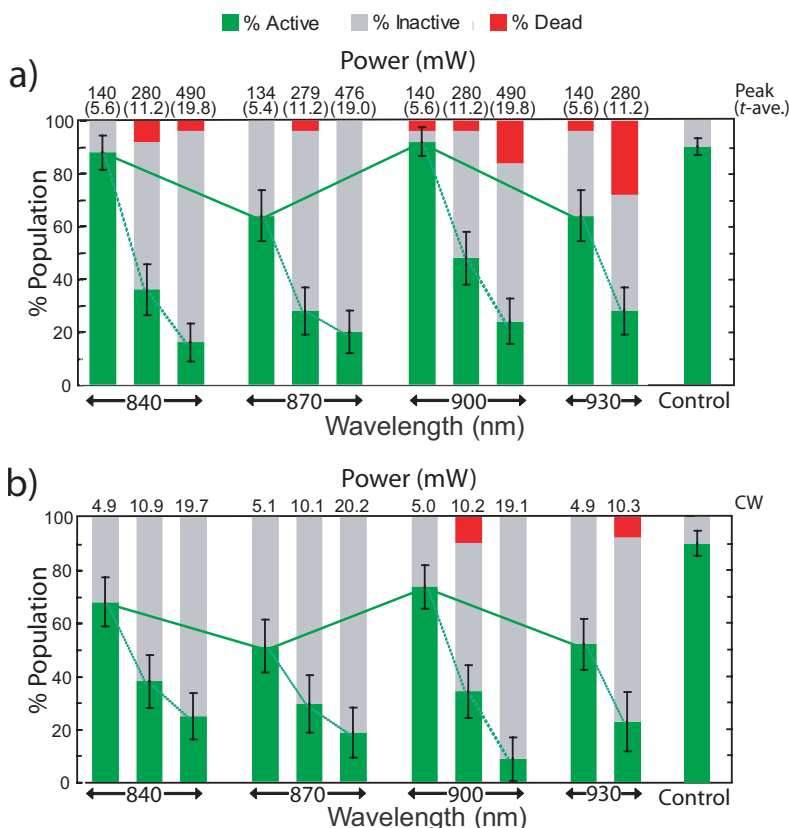 % Active % Inactive % Dead
a)
Power (mW)
140 280 490 134 279 476 140 280 490 140 280 Peak
(5.6) (11.2) (19.8) (5.4) (11.2) (19.0) (5.6) (11.2) (19.8) (5.6) (11.2) (t-ave.)
100
80
60
40
20
0
% Population
840 870 900 930 Control
Wavelength (nm)
b)
Power (mW)
4.9 10.9 19.7 5.1 10.1 20.2 5.0 10.2 19.1 4.9 10.3 CW
100
80
60
40
20
0
% Population
840 870 900 930 Control
Wavelength (nm)